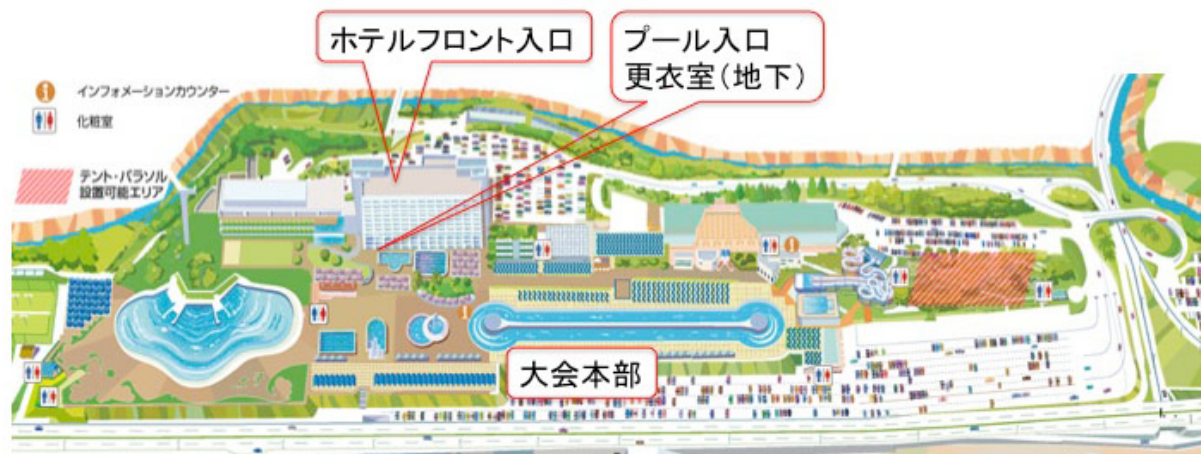 ホテルフロント入口
プール入口
更衣室(地下)
インフォメーションカウンター
化粧室
テント・パラソル
設置可能エリア
大会本部